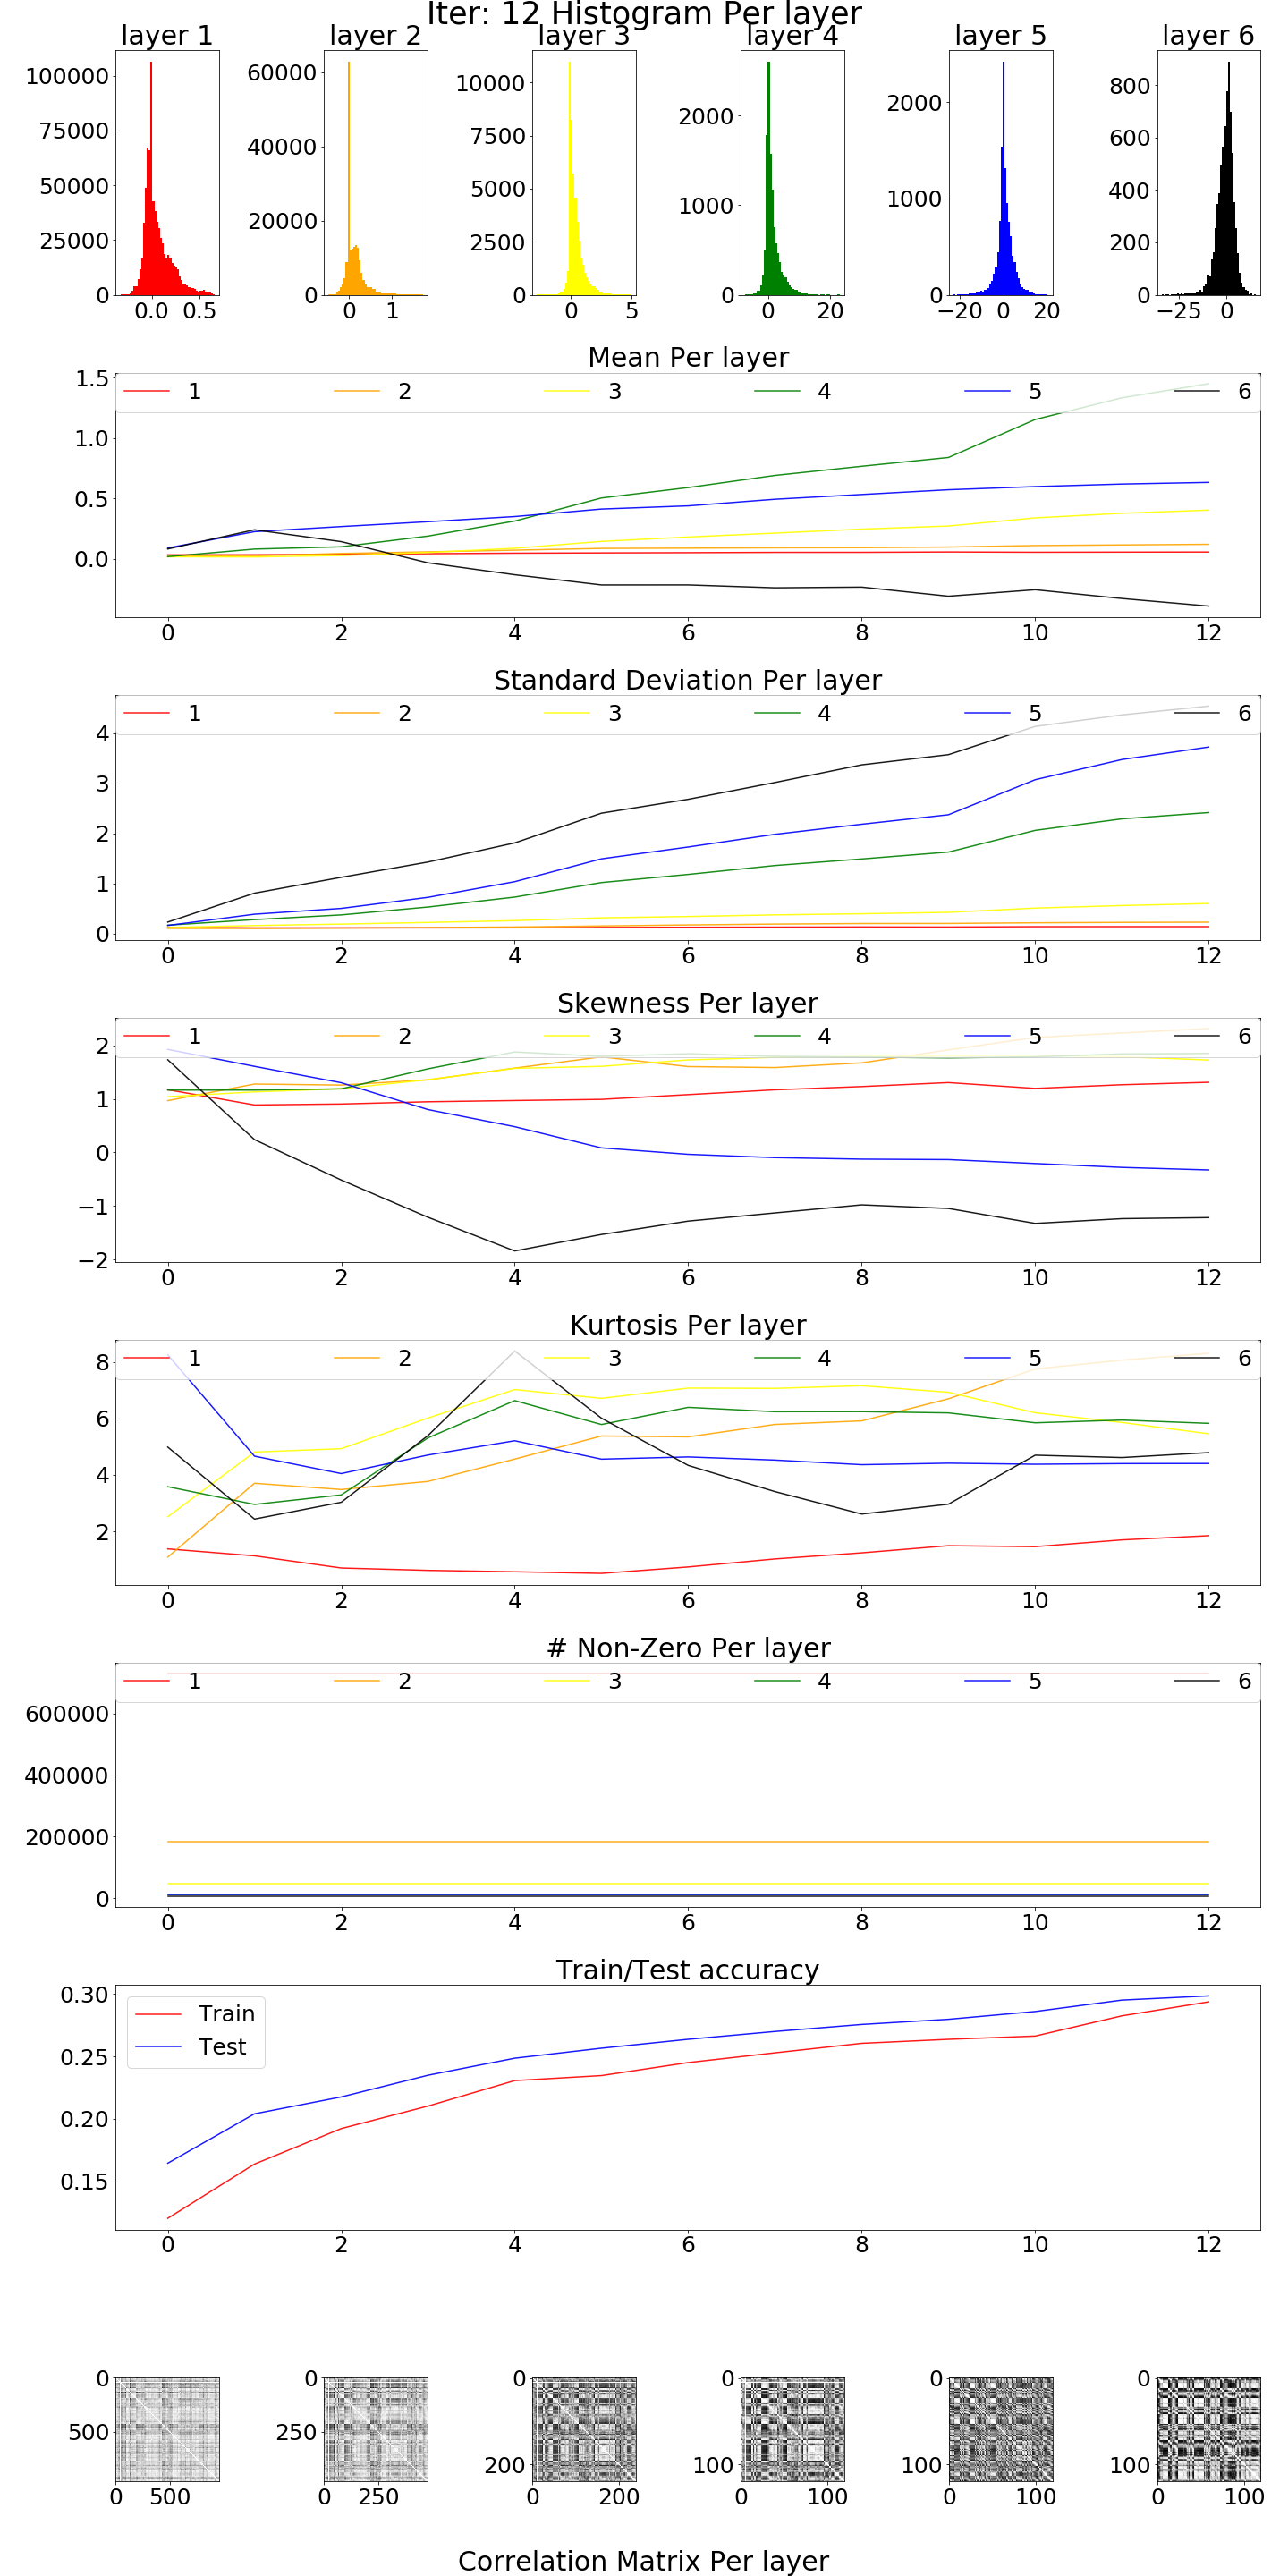 Iter: 12 Histogram Per layer
layer 1 layer 2 layer 3 layer 4 layer 5 layer 6
100000 75000 50000 25000 0
0.0 0.5
60000 40000 20000 0
0 1
10000 7500 5000 2500 0
0 5
2000 1000 0
0 20
2000 1000 0
−20 0 20
800 600 400 200 0
−25 0
Mean Per layer
1 2 3 4 5 6
1.5
1.0
0.5
0.0
0 2 4 6 8 10 12
Standard Deviation Per layer
1 2 3 4 5 6
4
3
2
1
0
0 2 4 6 8 10 12
Skewness Per layer
1 2 3 4 5 6
2
1
0
−1
−2
0 2 4 6 8 10 12
Kurtosis Per layer
1 2 3 4 5 6
8
6
4
2
0 2 4 6 8 10 12
# Non-Zero Per layer
1 2 3 4 5 6
600000
400000
200000
0
0 2 4 6 8 10 12
Train/Test accuracy
Train
Test
0.30
0.25
0.20
0.15
0 2 4 6 8 10 12
0 500
0 500
0 250
0 250
0 200
0 200
0 100
0 100
0 100
0 100
0 100
0 100
Correlation Matrix Per layer